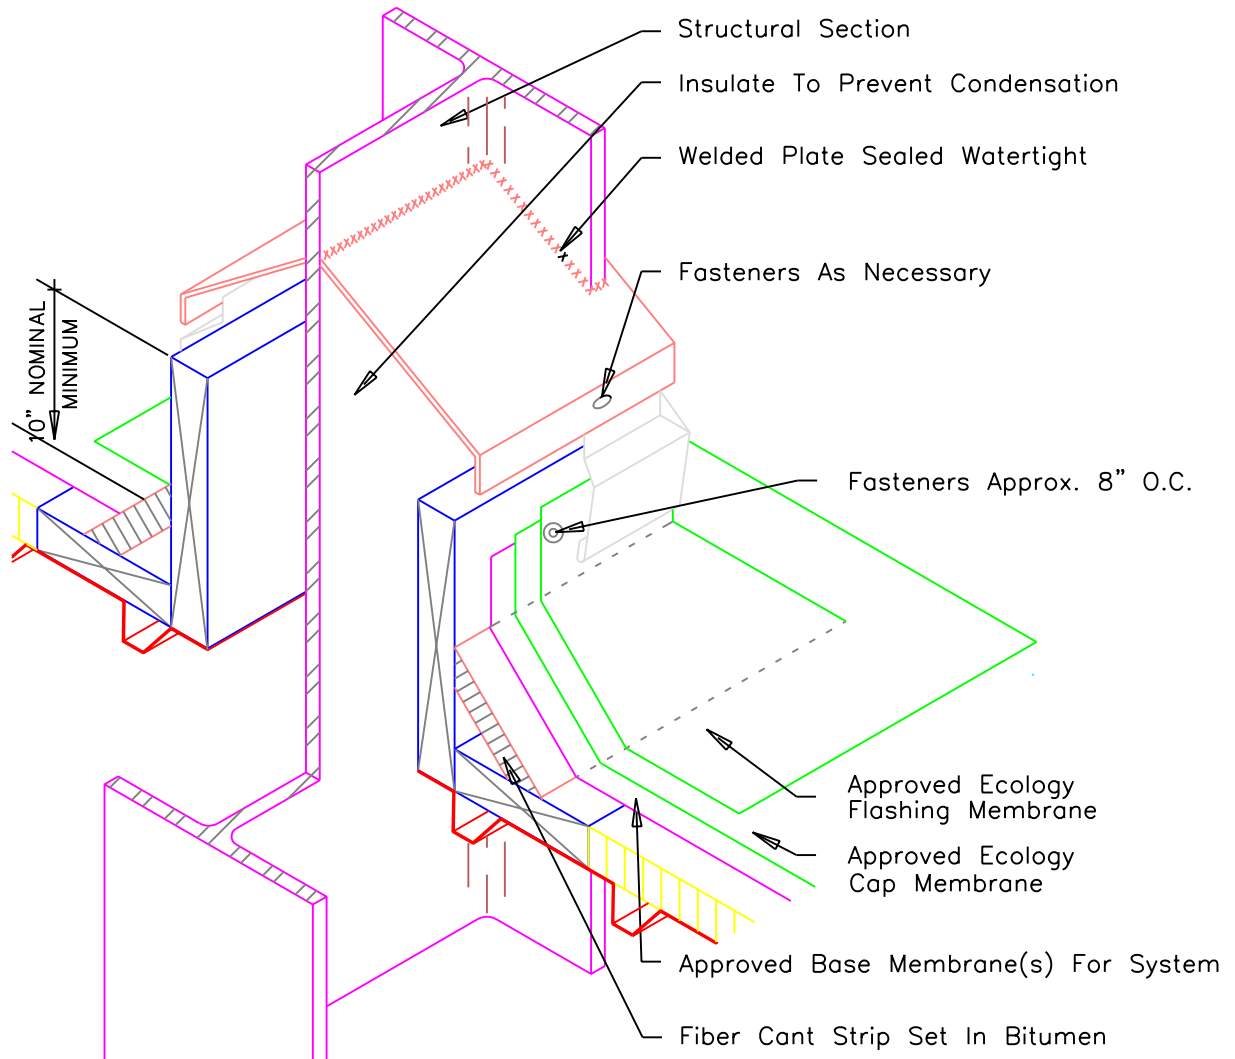 Structural Section
Insulate To Prevent Condensation
Welded Plate Sealed Watertight
Fasteners As Necessary
10" NOMINAL
MINIMUM
Fasteners Approx. 8" O.C.
Approved Ecology
Flashing Membrane
Approved Ecology
Cap Membrane
Approved Base Membrane(s) For System
Fiber Cant Strip Set In Bitumen